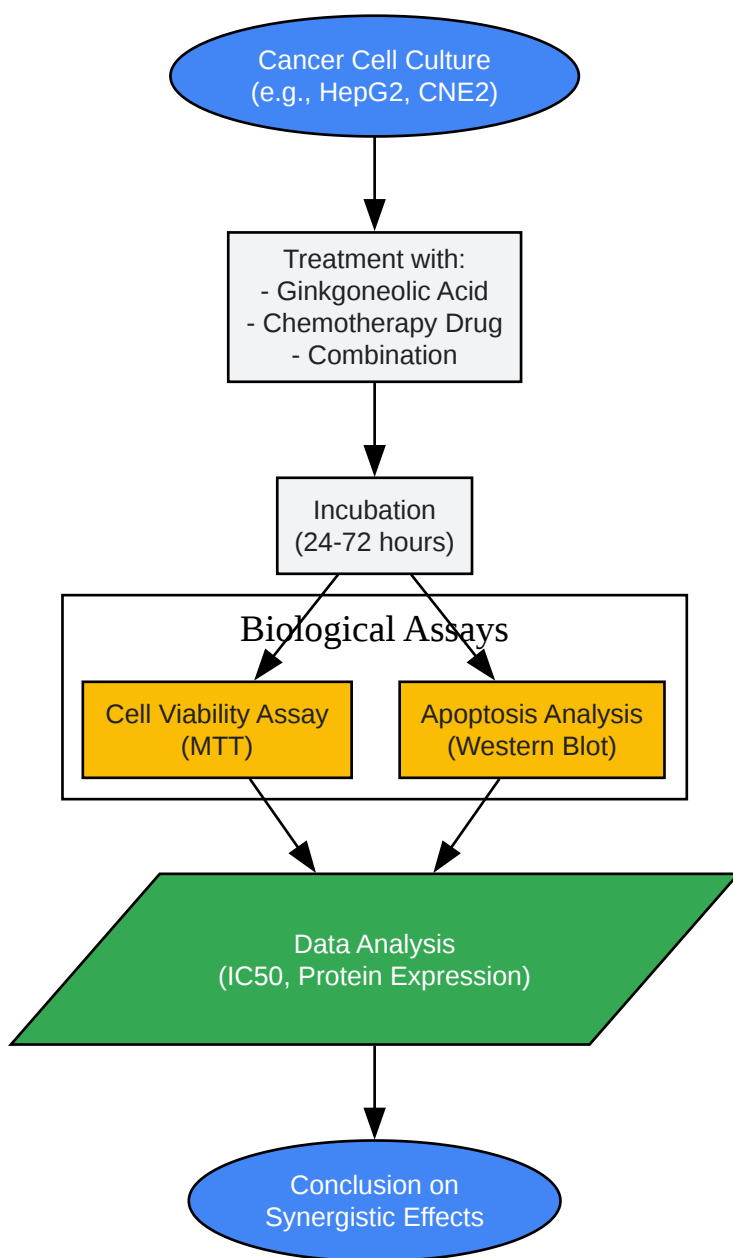 Cancer Cell Culture
(e.g., HepG2, CNE2)
Treatment with:
- Ginkgoneolic Acid
- Chemotherapy Drug
- Combination
Incubation
(24-72 hours)
Biological Assays
Cell Viability Assay
(MTT)
Apoptosis Analysis
(Western Blot)
Data Analysis
(IC50, Protein Expression)
Conclusion on
Synergistic Effects